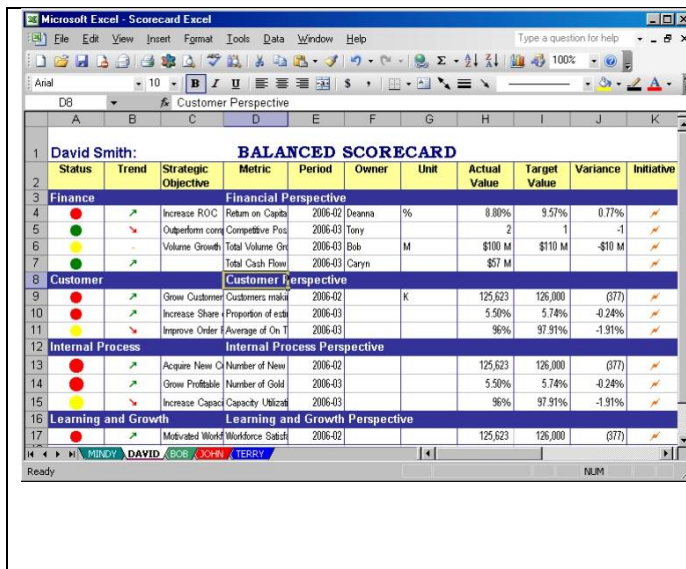 Microsoft Excel - Scorecard Excel
File Edit View Insert Format Tools Data Window Help Type a question for help
100%
Arial 10 B I U $ ,
D8 fx Customer Perspective
A B C D E F G H I J K
1 David Smith: BALANCED SCORECARD
2 Status Trend Strategic Objective Metric Period Owner Unit Actual Value Target Value Variance Initiative
3 Finance Financial Perspective
4 Increase ROC Return on Capita 2006-02 Deanna % 8.80% 9.57% 0.77%
5 Outperform com Competitive Pos 2006-03 Tony 2 1 -1
6 - Volume Growth Total Volume Gro 2006-03 Bob M $100 M $110 M -$10 M
7 Total Cash Flow 2006-03 Caryn $57 M
8 Customer Customer Perspective
9 Grow Customer Customers maki 2006-02 K 125,623 126,000 (377)
10 Increase Share Proportion of esti 2006-03 5.50% 5.74% -0.24%
11 Improve Order F Average of On T 2006-03 96% 97.91% -1.91%
12 Internal Process Internal Process Perspective
13 Acquire New C Number of New 2006-02 125,623 126,000 (377)
14 Grow Profitable Number of Gold 2006-03 5.50% 5.74% -0.24%
15 Increase Capaci Capacity Utilizati 2006-03 96% 97.91% -1.91%
16 Learning and Growth Learning and Growth Perspective
17 Motivated Workf Workforce Satisf 2006-02 125,623 126,000 (377)
MINDY DAVID BOB JOHN TERRY
Ready NUM